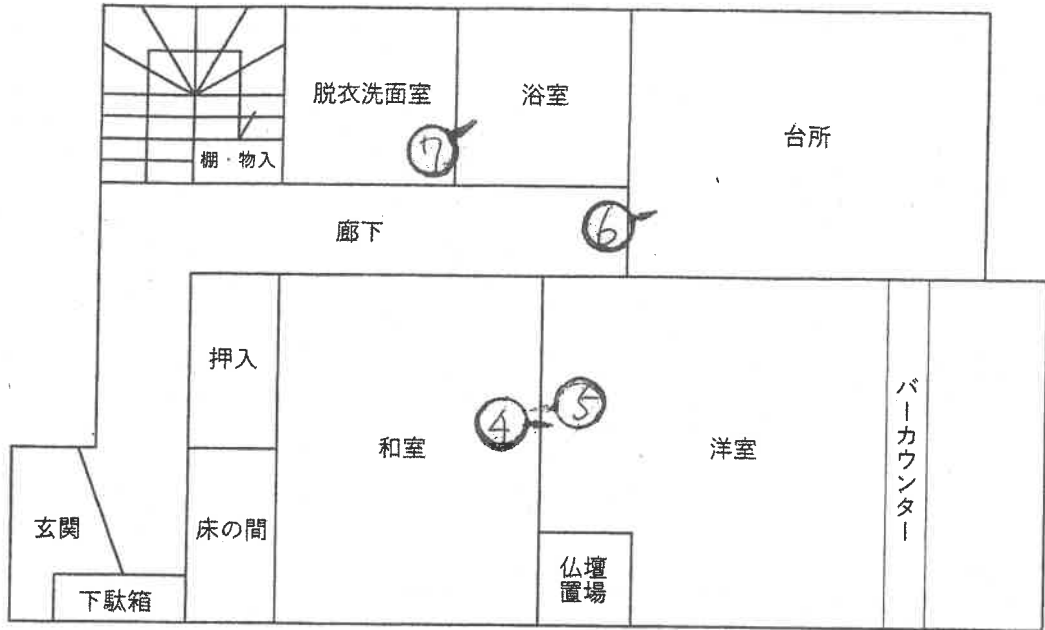 脱衣洗面室
浴室
台所
棚・物入
⑦
⑥
廊下
押入
④
⑤
和室
洋室
バーカウンター
玄関
床の間
仏壇
置場
下駄箱